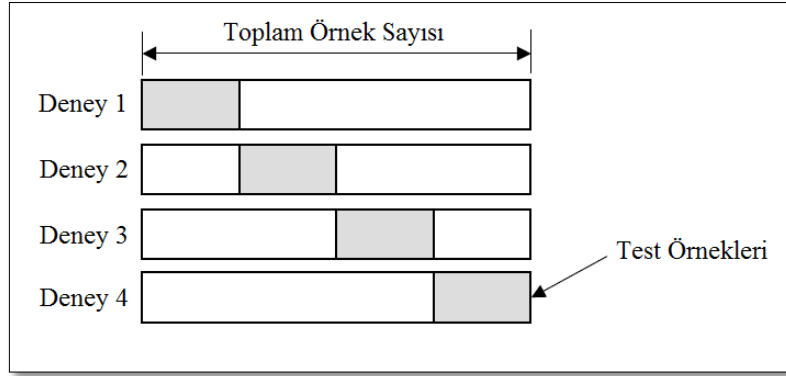 Toplam Örnek Sayısı
Deney 1
Deney 2
Deney 3
Test Örnekleri
Deney 4